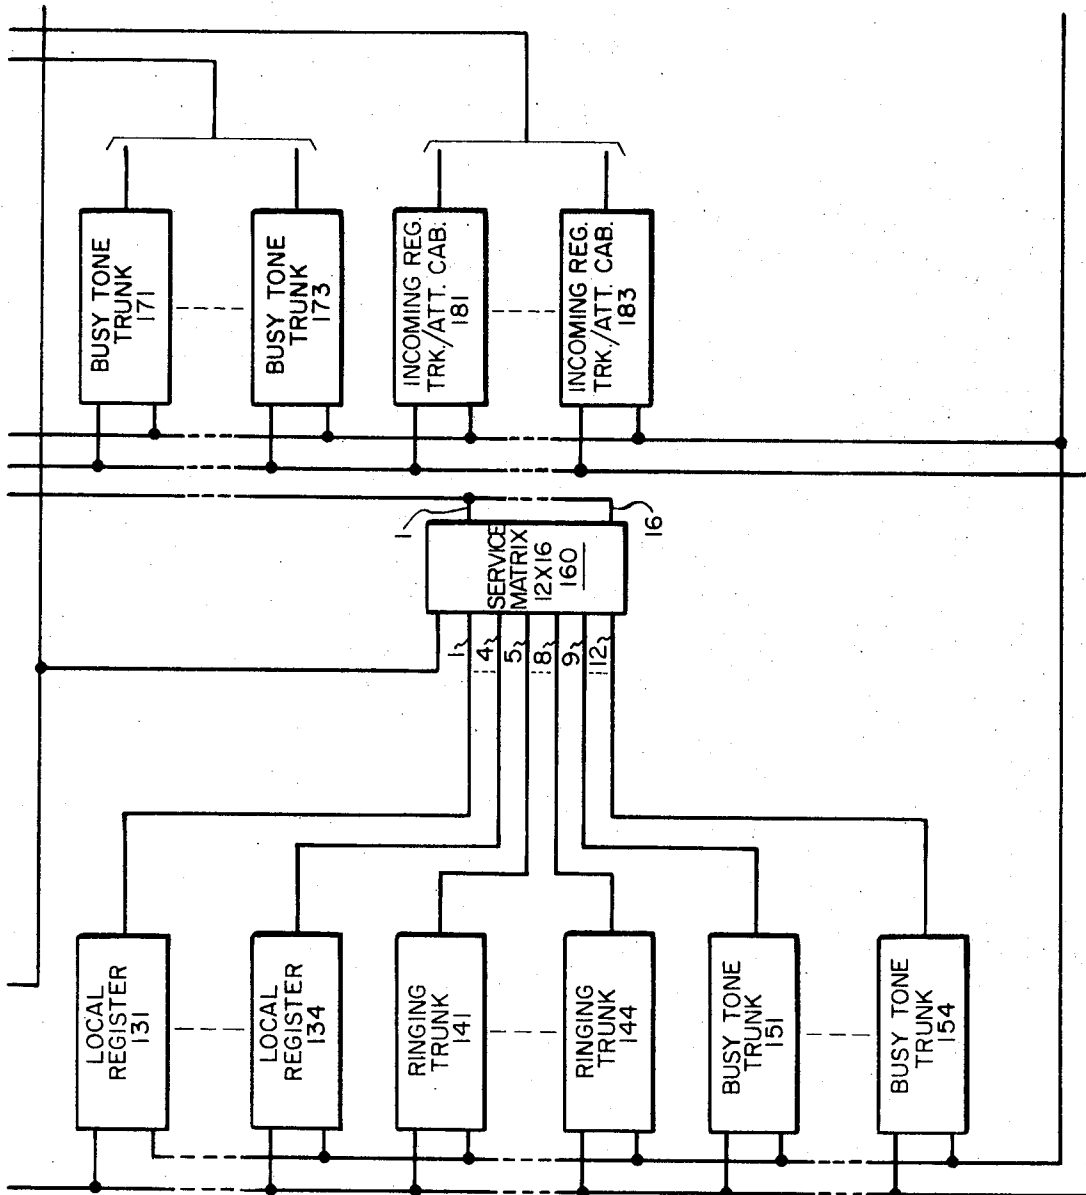 BUSY TONE
TRUNK
171
BUSY TONE
TRUNK
173
INCOMING REG.
TRK./ATT. CAB.
181
INCOMING REG.
TRK./ATT. CAB.
183
1
16
SERVICE
MATRIX
12X16
160
1
4
5
8
9
12
LOCAL
REGISTER
131
LOCAL
REGISTER
134
RINGING
TRUNK
141
RINGING
TRUNK
144
BUSY TONE
TRUNK
151
BUSY TONE
TRUNK
154